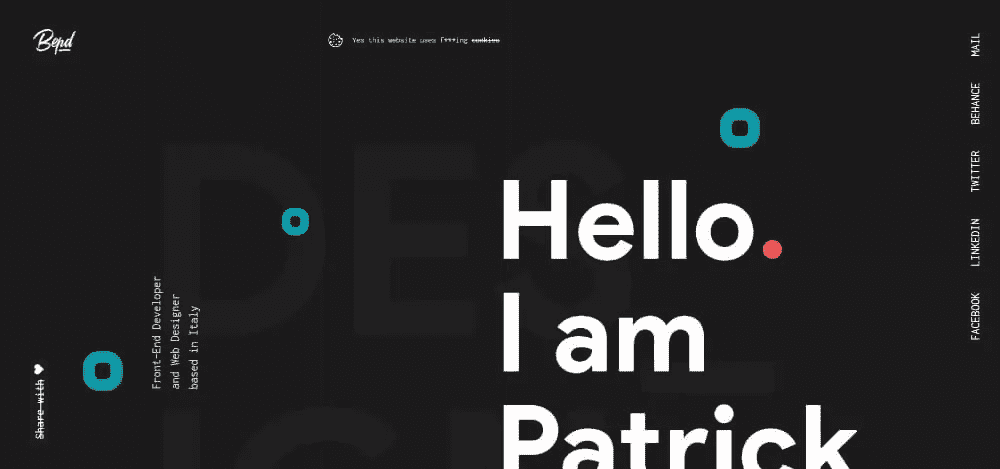 Bepd
Yes this website uses f***ing cookies
MAIL
BEHANCE
TWITTER
LINKEDIN
FACEBOOK
DES
Hello.
I am
Patrick
Front-End Developer
and Web Designer
based in Italy
Share with ♥
IGN_